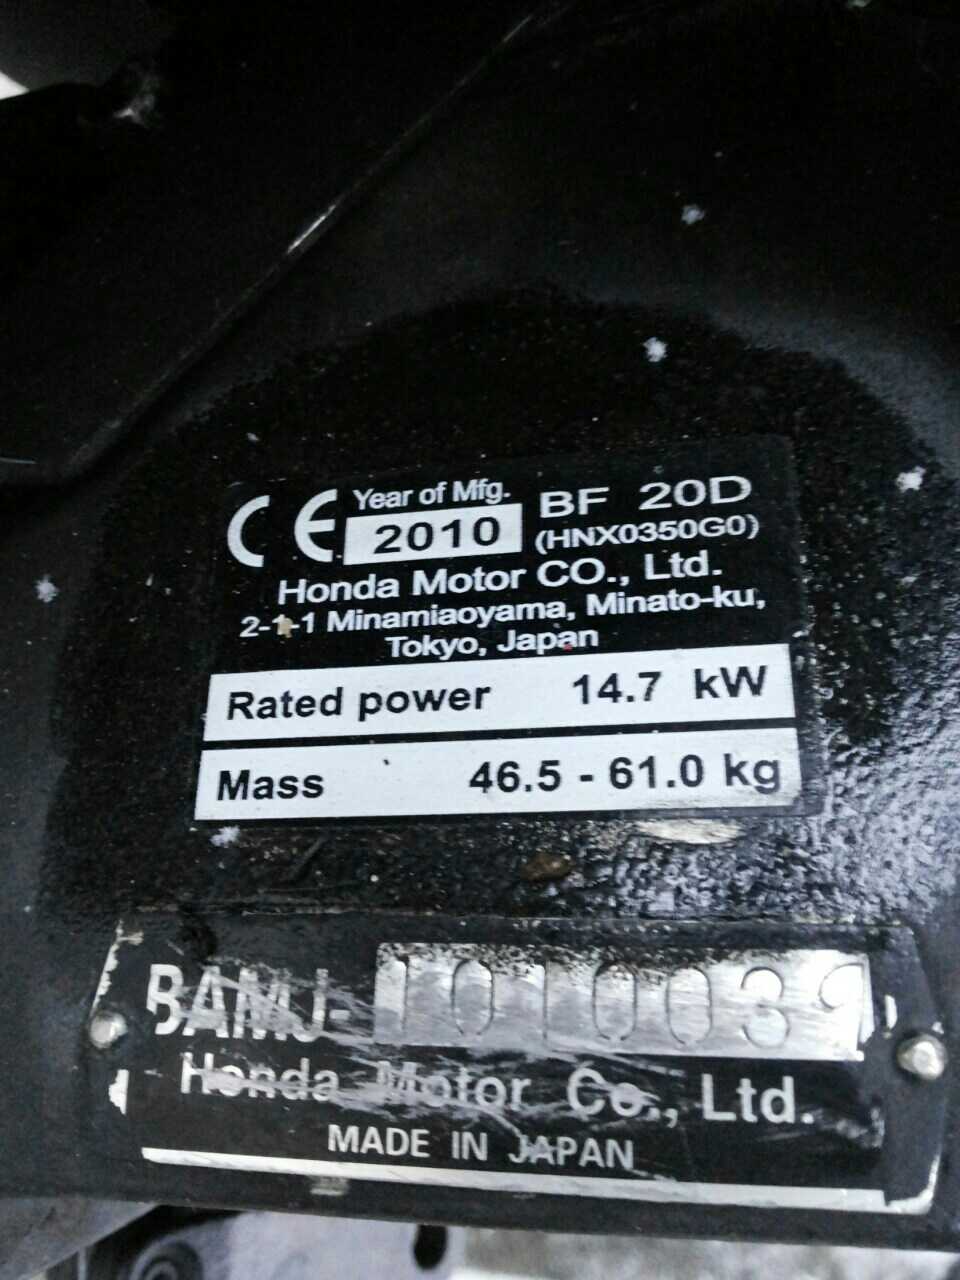 CE Year of Mfg. BF 20D
2010 (HNX0350G0)
Honda Motor CO., Ltd.
2-1-1 Minamiaoyama, Minato-ku,
Tokyo, Japan
Rated power 14.7 kW
Mass 46.5 - 61.0 kg
BAMJ-1010039
Honda Motor Co., Ltd.
MADE IN JAPAN